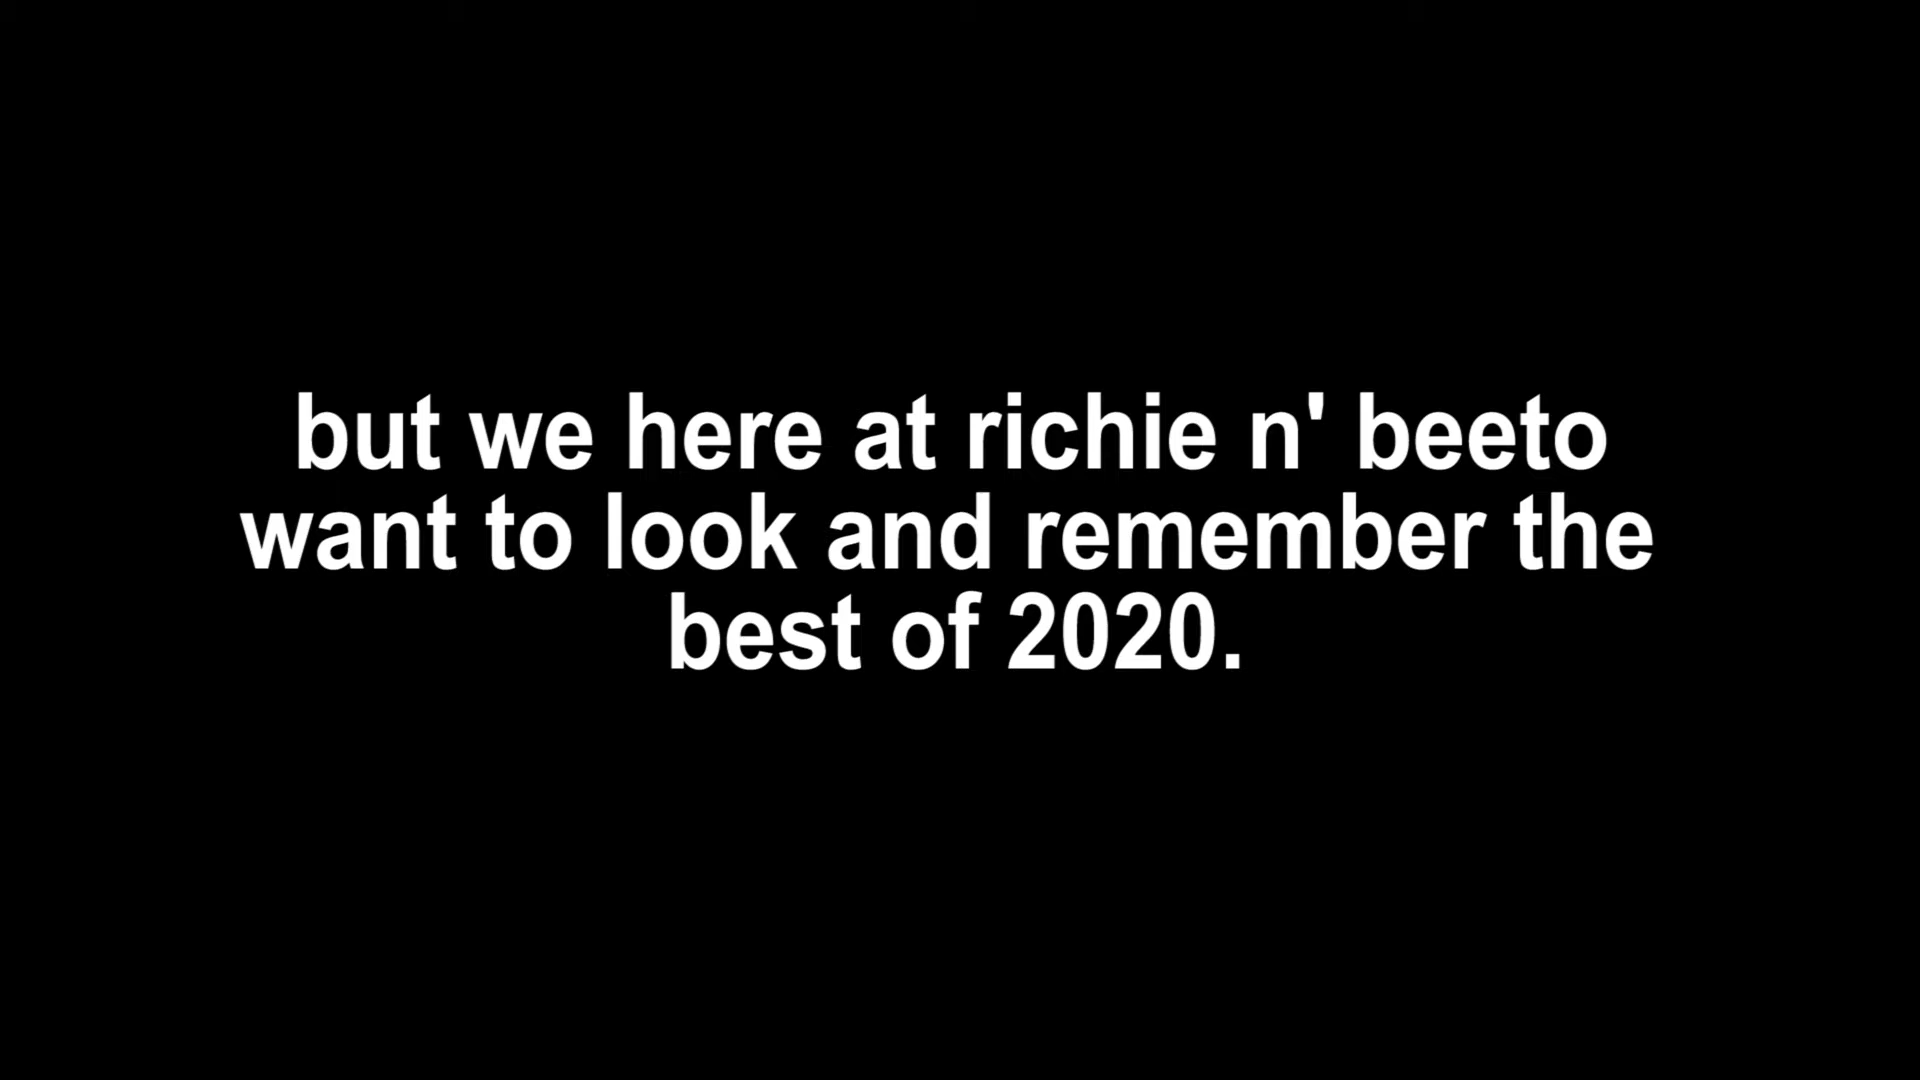 but we here at richie n' beeto
want to look and remember the
best of 2020.